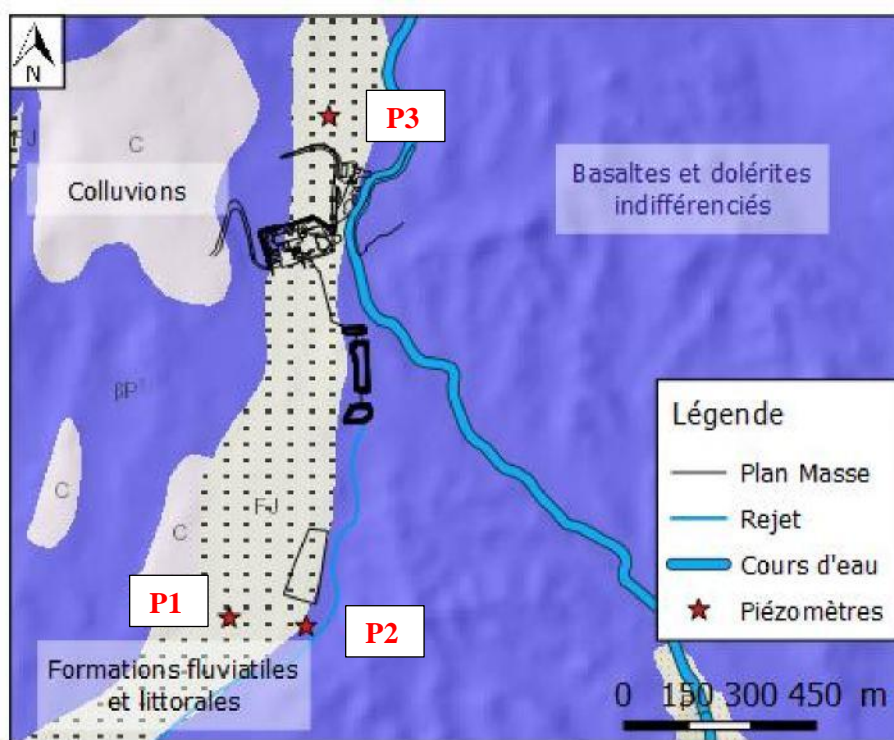 N
P3
FJ
C
Colluvions
Basaltes et dolérites
indifférenciés
βP
C
FJ
C
P1
P2
Formations fluviatiles
et littorales
Légende
Plan Masse
Rejet
Cours d'eau
Piézomètres
0 150 300 450 m